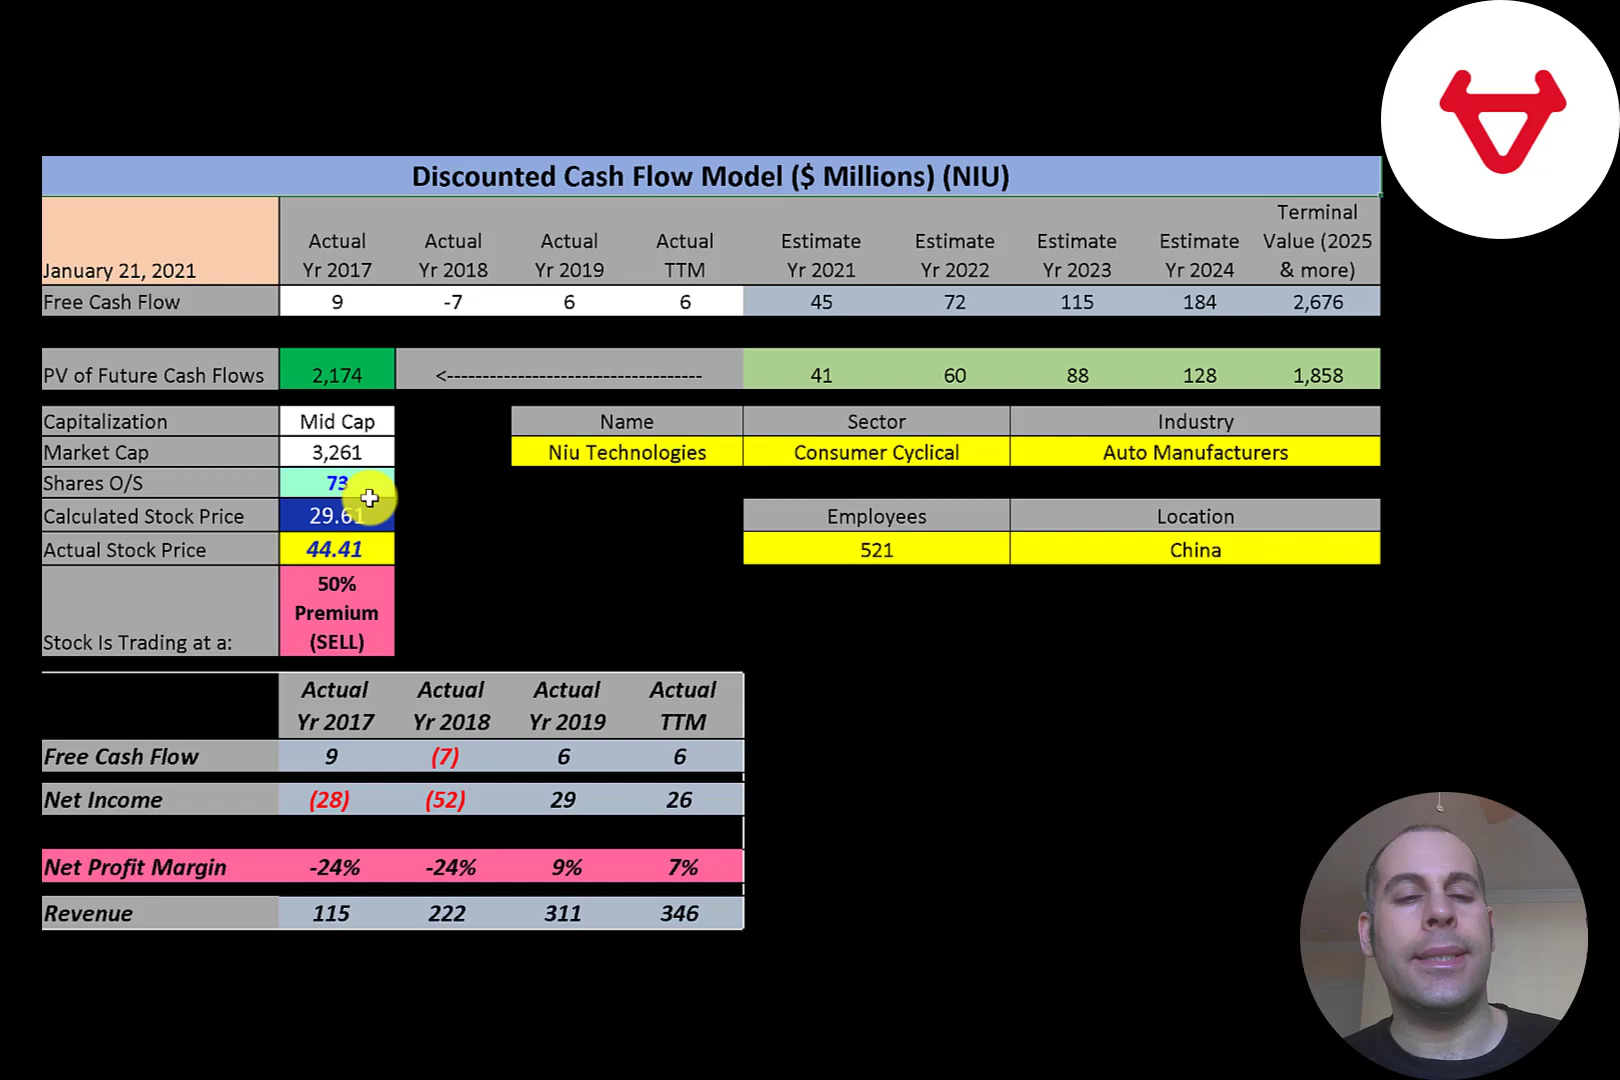 Discounted Cash Flow Model ($ Millions) (NIU)
January 21, 2021 Actual Yr 2017 Actual Yr 2018 Actual Yr 2019 Actual TTM Estimate Yr 2021 Estimate Yr 2022 Estimate Yr 2023 Estimate Yr 2024 Terminal Value (2025 & more)
Free Cash Flow 9 -7 6 6 45 72 115 184 2,676
PV of Future Cash Flows 2,174 <------------------------------------ 41 60 88 128 1,858
Capitalization Mid Cap Name Sector Industry
Market Cap 3,261 Niu Technologies Consumer Cyclical Auto Manufacturers
Shares O/S 73
Calculated Stock Price 29.61 Employees Location
Actual Stock Price 44.41 521 China
Stock Is Trading at a: 50% Premium (SELL)
Actual Yr 2017 Actual Yr 2018 Actual Yr 2019 Actual TTM
Free Cash Flow 9 (7) 6 6
Net Income (28) (52) 29 26
Net Profit Margin -24% -24% 9% 7%
Revenue 115 222 311 346